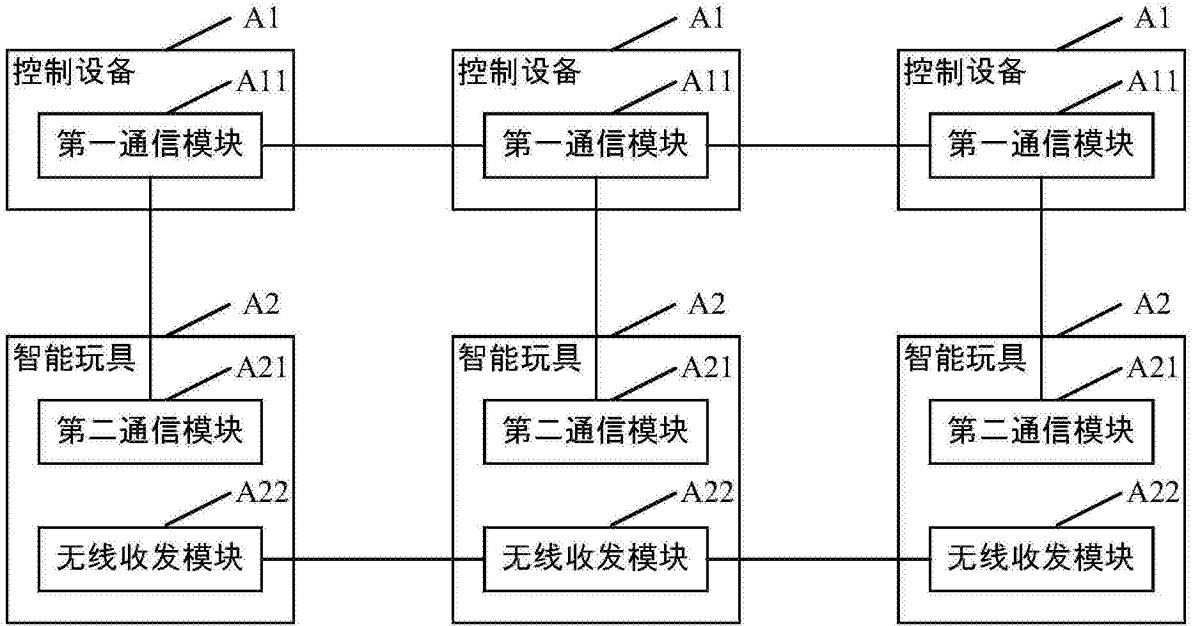 A1 A1 A1
控制设备 控制设备 控制设备
A11 A11 A11
第一通信模块 第一通信模块 第一通信模块
A2 A2 A2
智能玩具 智能玩具 智能玩具
A21 A21 A21
第二通信模块 第二通信模块 第二通信模块
A22 A22 A22
无线收发模块 无线收发模块 无线收发模块